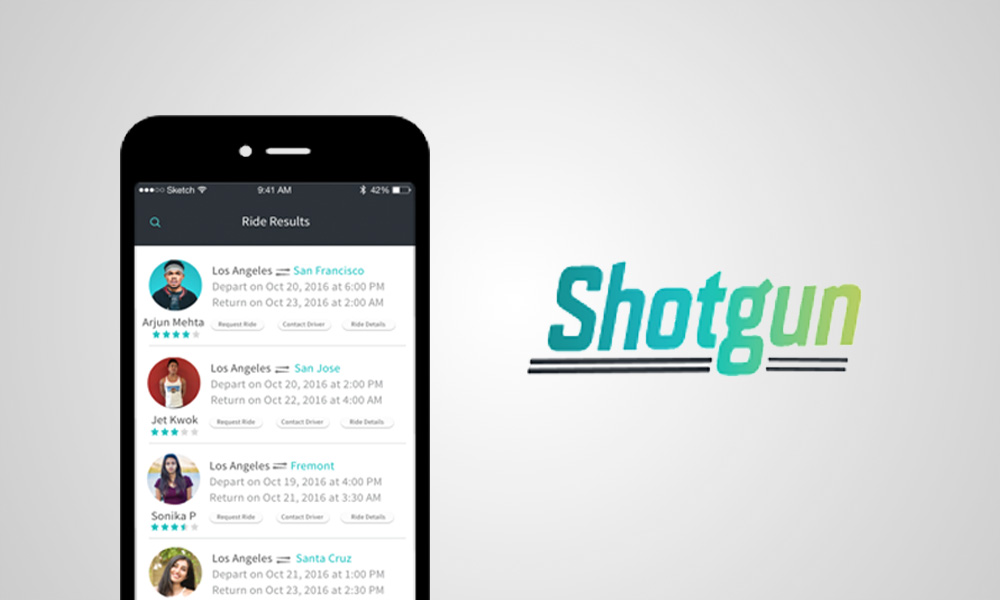 Sketch 9:41 AM 42%
Ride Results
Los Angeles San Francisco
Depart on Oct 20, 2016 at 6:00 PM
Return on Oct 23, 2016 at 2:00 AM
Arjun Mehta
Request Ride Contact Driver Ride Details
Los Angeles San Jose
Depart on Oct 20, 2016 at 2:00 PM
Return on Oct 22, 2016 at 4:00 AM
Jet Kwok
Request Ride Contact Driver Ride Details
Los Angeles Fremont
Depart on Oct 19, 2016 at 4:00 PM
Return on Oct 21, 2016 at 3:30 AM
Sonika P
Request Ride Contact Driver Ride Details
Los Angeles Santa Cruz
Depart on Oct 21, 2016 at 1:00 PM
Return on Oct 23, 2016 at 2:30 PM
Shotgun